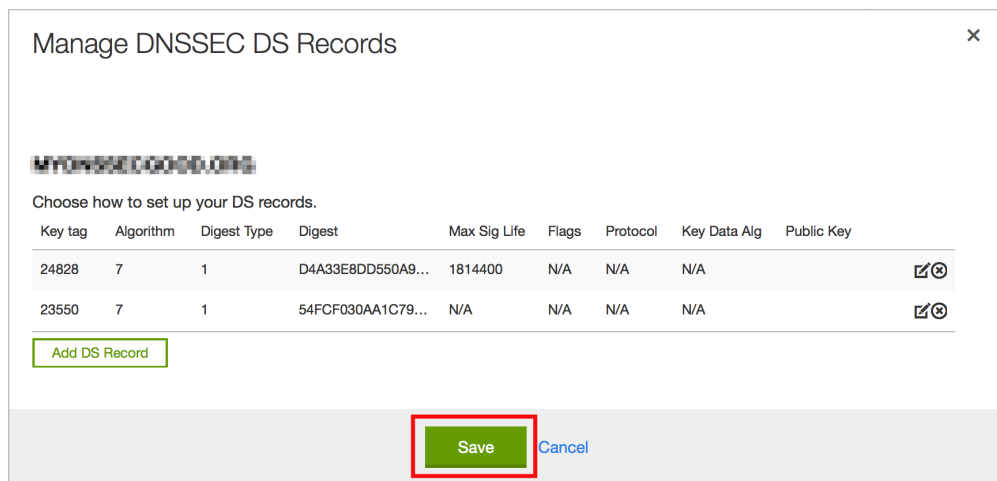 Manage DNSSEC DS Records
Choose how to set up your DS records.
Key tag Algorithm Digest Type Digest Max Sig Life Flags Protocol Key Data Alg Public Key
24828 7 1 D4A33E8DD550A9... 1814400 N/A N/A N/A
23550 7 1 54FCF030AA1C79... N/A N/A N/A N/A
Add DS Record
Save Cancel